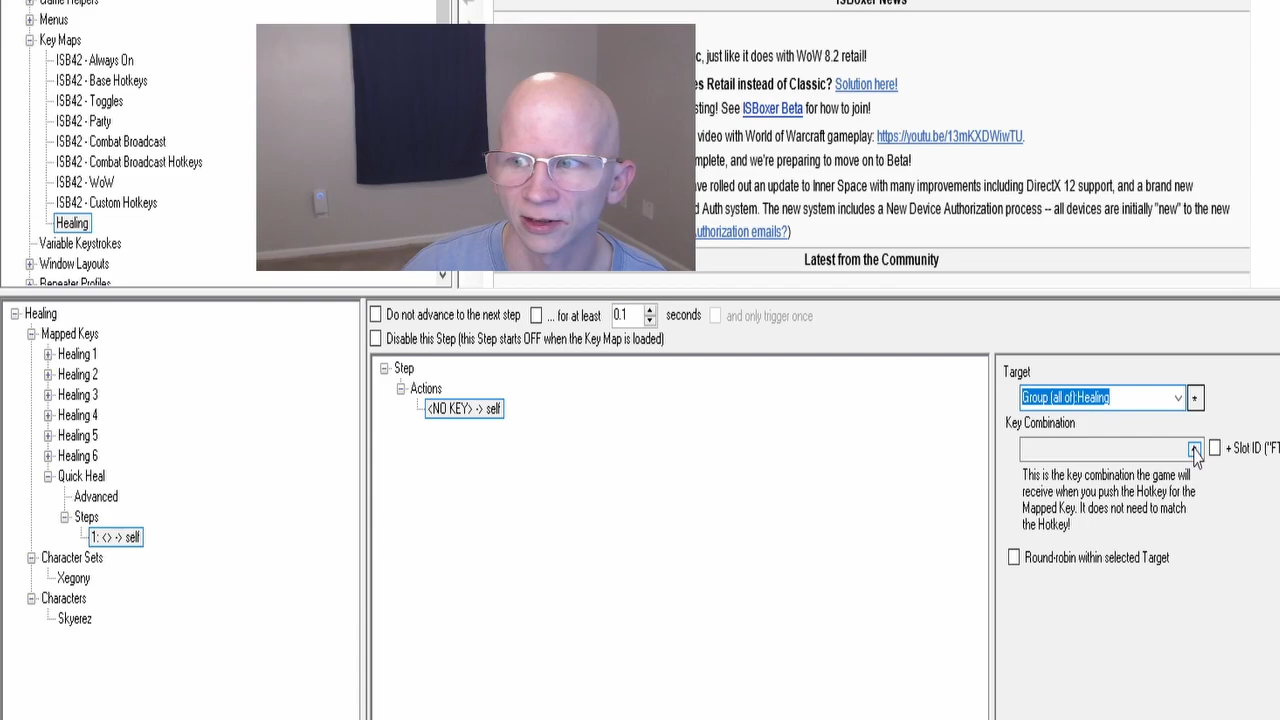 Game Helpers
Menus
Key Maps
ISB42 - Always On
ISB42 - Base Hotkeys
ISB42 - Toggles
ISB42 - Party
ISB42 - Combat Broadcast
ISB42 - Combat Broadcast Hotkeys
ISB42 - WoW
ISB42 - Custom Hotkeys
Healing
Variable Keystrokes
Window Layouts
Repeater Profiles
ISBoxer News
c, just like it does with WoW 8.2 retail!
es Retail instead of Classic? Solution here!
sting! See ISBoxer Beta for how to join!
video with World of Warcraft gameplay: https://youtu.be/13mKXDWiwTU.
mplete, and we're preparing to move on to Beta!
ve rolled out an update to Inner Space with many improvements including DirectX 12 support, and a brand new
d Auth system. The new system includes a New Device Authorization process -- all devices are initially "new" to the new
uthorization emails?)
Latest from the Community
Healing
Mapped Keys
Healing 1
Healing 2
Healing 3
Healing 4
Healing 5
Healing 6
Quick Heal
Advanced
Steps
1: <> -> self
Character Sets
Xegony
Characters
Skyerez
Do not advance to the next step ... for at least 0.1 seconds and only trigger once
Disable this Step (this Step starts OFF when the Key Map is loaded)
Step
Actions
<NO KEY> -> self
Target
Group (all of):Healing *
Key Combination
+ Slot ID ("F1
This is the key combination the game will
receive when you push the Hotkey for the
Mapped Key. It does not need to match
the Hotkey!
Round-robin within selected Target